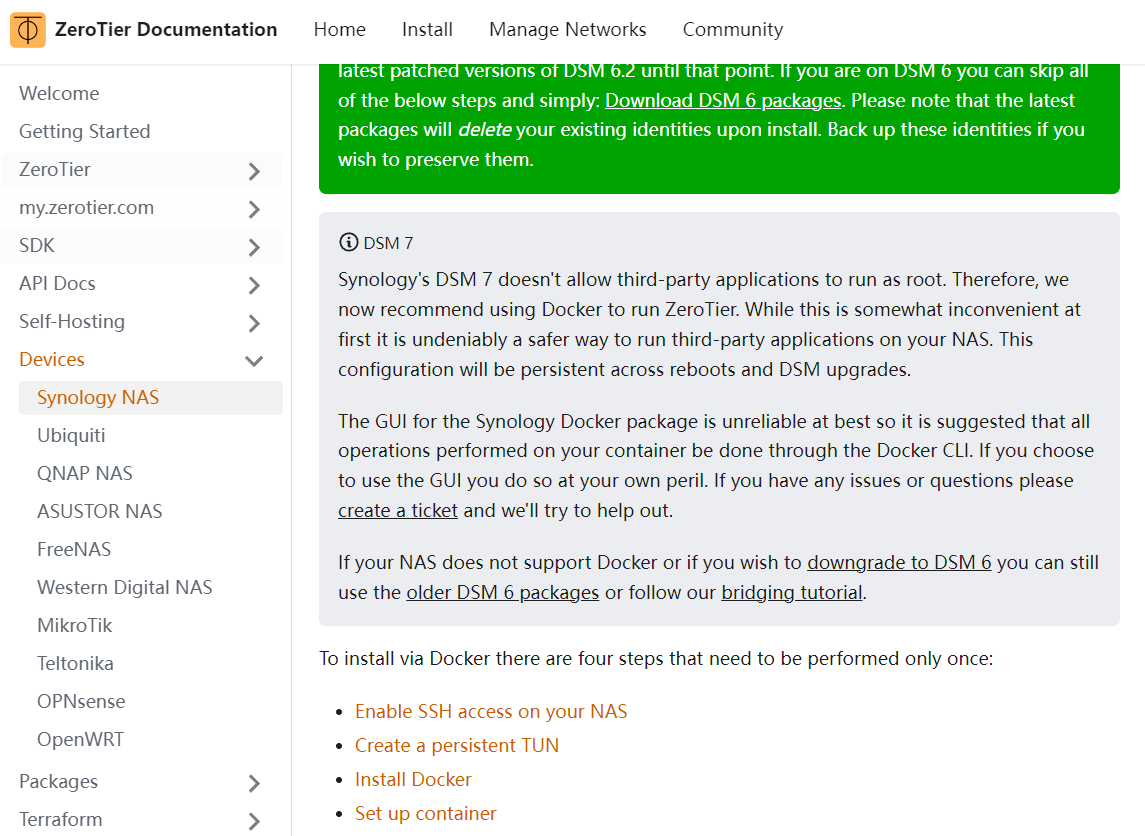 ZeroTier Documentation
Home
Install
Manage Networks
Community
Welcome
Getting Started
ZeroTier
my.zerotier.com
SDK
API Docs
Self-Hosting
Devices
Synology NAS
Ubiquiti
QNAP NAS
ASUSTOR NAS
FreeNAS
Western Digital NAS
MikroTik
Teltonika
OPNsense
OpenWRT
Packages
Terraform
latest patched versions of DSM 6.2 until that point. If you are on DSM 6 you can skip all
of the below steps and simply: Download DSM 6 packages. Please note that the latest
packages will delete your existing identities upon install. Back up these identities if you
wish to preserve them.
DSM 7
Synology's DSM 7 doesn't allow third-party applications to run as root. Therefore, we
now recommend using Docker to run ZeroTier. While this is somewhat inconvenient at
first it is undeniably a safer way to run third-party applications on your NAS. This
configuration will be persistent across reboots and DSM upgrades.
The GUI for the Synology Docker package is unreliable at best so it is suggested that all
operations performed on your container be done through the Docker CLI. If you choose
to use the GUI you do so at your own peril. If you have any issues or questions please
create a ticket and we'll try to help out.
If your NAS does not support Docker or if you wish to downgrade to DSM 6 you can still
use the older DSM 6 packages or follow our bridging tutorial.
To install via Docker there are four steps that need to be performed only once:
• Enable SSH access on your NAS
• Create a persistent TUN
• Install Docker
• Set up container